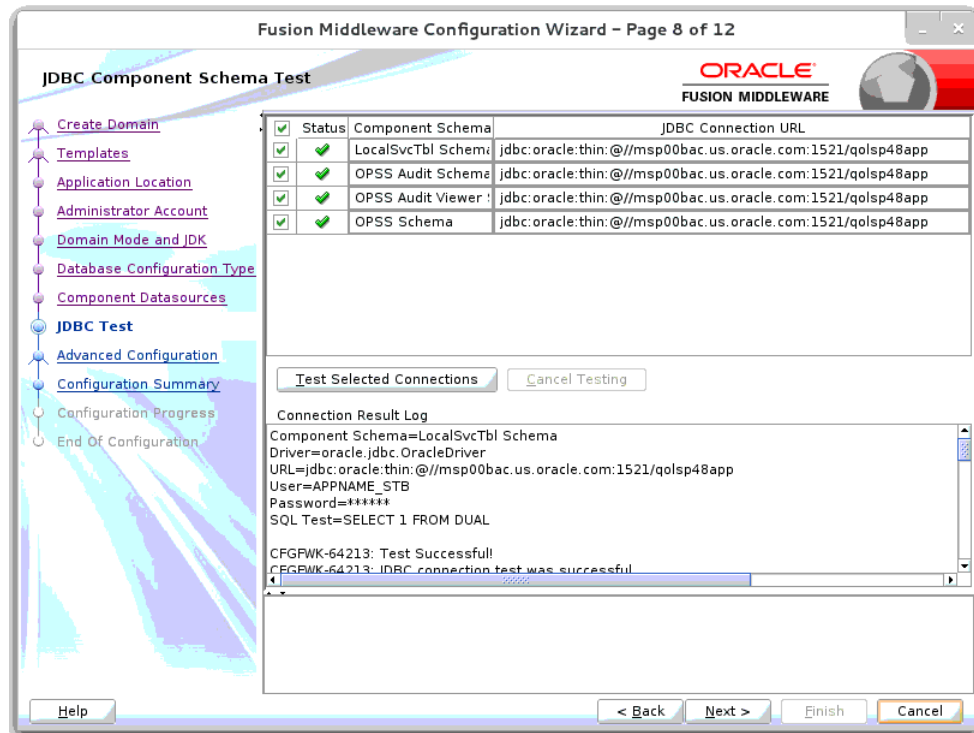 Fusion Middleware Configuration Wizard – Page 8 of 12
JDBC Component Schema Test
ORACLE
FUSION MIDDLEWARE
Create Domain
Templates
Application Location
Administrator Account
Domain Mode and JDK
Database Configuration Type
Component Datasources
JDBC Test
Advanced Configuration
Configuration Summary
Configuration Progress
End Of Configuration
Status Component Schema JDBC Connection URL
LocalSvcTbl Schema jdbc:oracle:thin:@//msp00bac.us.oracle.com:1521/qolsp48app
OPSS Audit Schema jdbc:oracle:thin:@//msp00bac.us.oracle.com:1521/qolsp48app
OPSS Audit Viewer S jdbc:oracle:thin:@//msp00bac.us.oracle.com:1521/qolsp48app
OPSS Schema jdbc:oracle:thin:@//msp00bac.us.oracle.com:1521/qolsp48app
Test Selected Connections Cancel Testing
Connection Result Log
Component Schema=LocalSvcTbl Schema
Driver=oracle.jdbc.OracleDriver
URL=jdbc:oracle:thin:@//msp00bac.us.oracle.com:1521/qolsp48app
User=APPNAME_STB
Password=******
SQL Test=SELECT 1 FROM DUAL
CFGFWK-64213: Test Successful!
CFGFWK-64213: JDBC connection test was successful
Help < Back Next > Finish Cancel